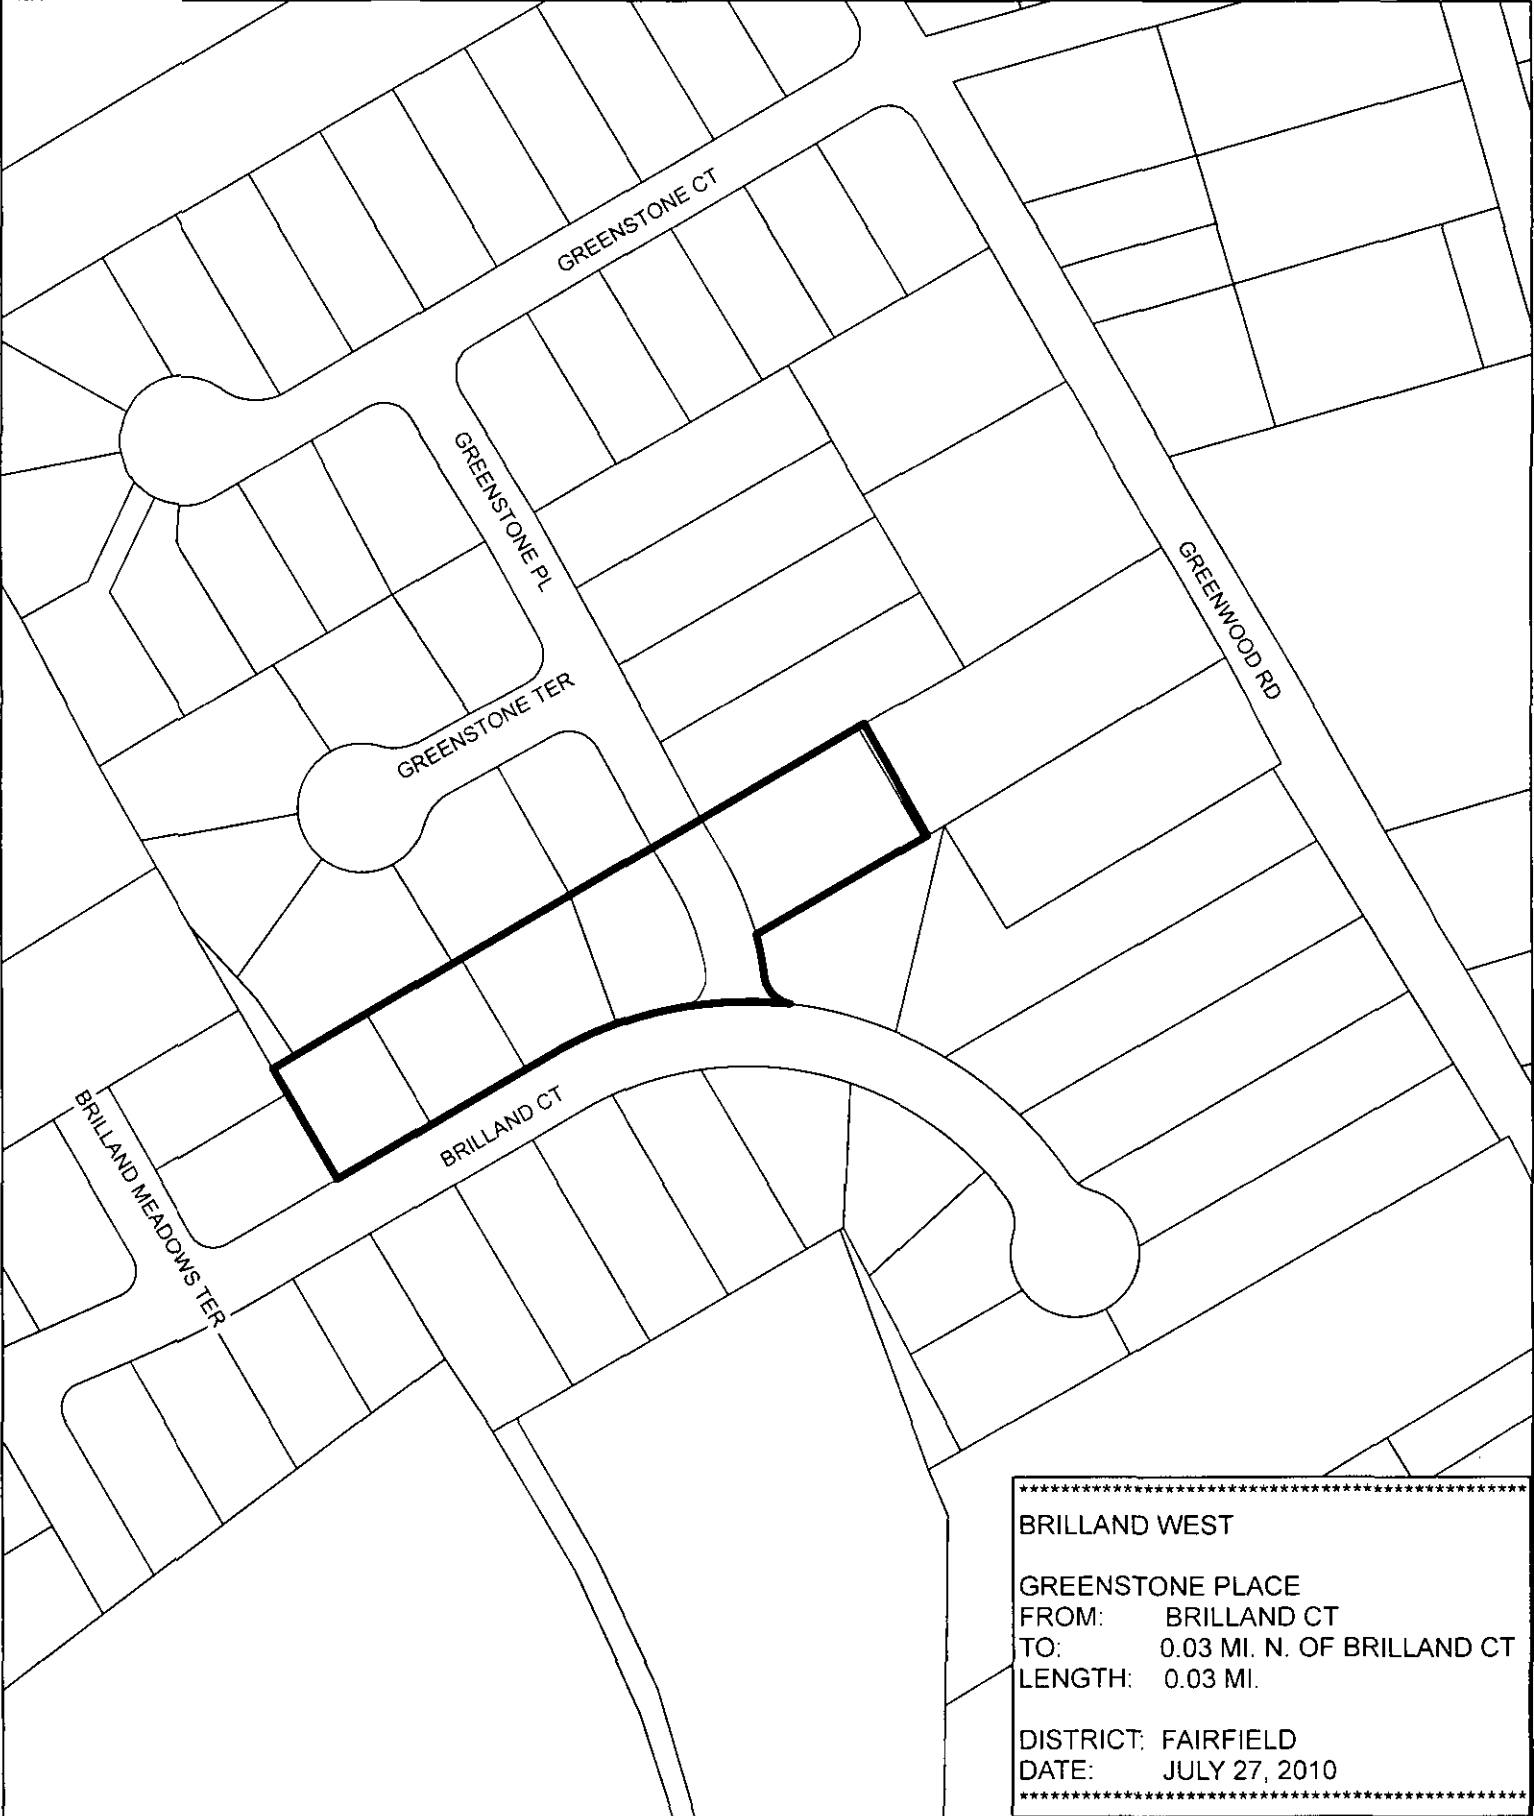 GREENSTONE CT
GREENSTONE PL
GREENWOOD RD
GREENSTONE TER
BRILLAND CT
BRILLAND MEADOWS TER
**************************************************
BRILLAND WEST
GREENSTONE PLACE
FROM: BRILLAND CT
TO: 0.03 MI. N. OF BRILLAND CT
LENGTH: 0.03 MI.
DISTRICT: FAIRFIELD
DATE: JULY 27, 2010
**************************************************